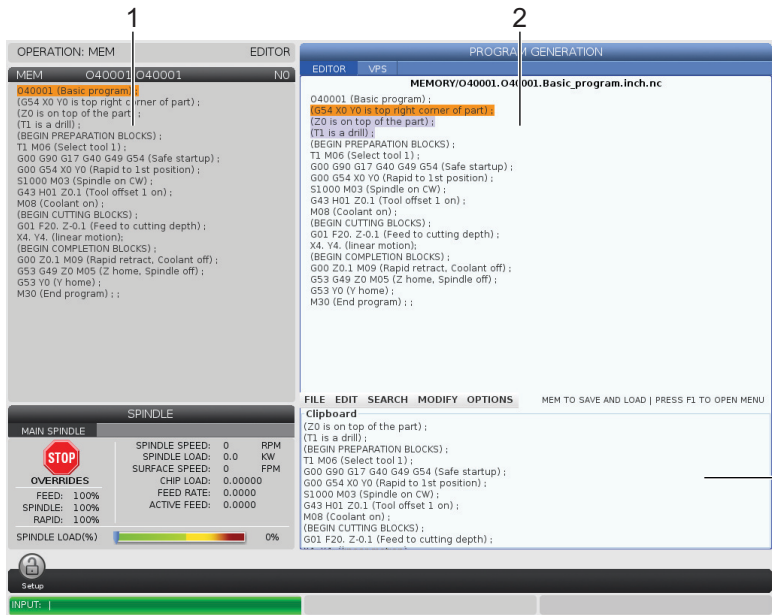 1
2
OPERATION: MEM EDITOR
MEM O40001 O40001 N0
O40001 (Basic program) ;
(G54 X0 Y0 is top right corner of part) ;
(Z0 is on top of the part) ;
(T1 is a drill) ;
(BEGIN PREPARATION BLOCKS) ;
T1 M06 (Select tool 1) ;
G00 G90 G17 G40 G49 G54 (Safe startup) ;
G00 G54 X0 Y0 (Rapid to 1st position) ;
S1000 M03 (Spindle on CW) ;
G43 H01 Z0.1 (Tool offset 1 on) ;
M08 (Coolant on) ;
(BEGIN CUTTING BLOCKS) ;
G01 F20. Z-0.1 (Feed to cutting depth) ;
X4. Y4. (linear motion) ;
(BEGIN COMPLETION BLOCKS) ;
G00 Z0.1 M09 (Rapid retract, Coolant off) ;
G53 G49 Z0 M05 (Z home, Spindle off) ;
G53 Y0 (Y home) ;
M30 (End program) ; ;
PROGRAM GENERATION
EDITOR VPS
MEMORY/O40001.O40001.Basic_program.inch.nc
O40001 (Basic program) ;
(G54 X0 Y0 is top right corner of part) ;
(Z0 is on top of the part) ;
(T1 is a drill) ;
(BEGIN PREPARATION BLOCKS) ;
T1 M06 (Select tool 1) ;
G00 G90 G17 G40 G49 G54 (Safe startup) ;
G00 G54 X0 Y0 (Rapid to 1st position) ;
S1000 M03 (Spindle on CW) ;
G43 H01 Z0.1 (Tool offset 1 on) ;
M08 (Coolant on) ;
(BEGIN CUTTING BLOCKS) ;
G01 F20. Z-0.1 (Feed to cutting depth) ;
X4. Y4. (linear motion);
(BEGIN COMPLETION BLOCKS) ;
G00 Z0.1 M09 (Rapid retract, Coolant off) ;
G53 G49 Z0 M05 (Z home, Spindle off) ;
G53 Y0 (Y home) ;
M30 (End program) ; ;
FILE EDIT SEARCH MODIFY OPTIONS MEM TO SAVE AND LOAD | PRESS F1 TO OPEN MENU
Clipboard
(Z0 is on top of the part) ;
(T1 is a drill) ;
(BEGIN PREPARATION BLOCKS) ;
T1 M06 (Select tool 1) ;
G00 G90 G17 G40 G49 G54 (Safe startup) ;
G00 G54 X0 Y0 (Rapid to 1st position) ;
S1000 M03 (Spindle on CW) ;
G43 H01 Z0.1 (Tool offset 1 on) ;
M08 (Coolant on) ;
(BEGIN CUTTING BLOCKS) ;
G01 F20. Z-0.1 (Feed to cutting depth) ;
SPINDLE
MAIN SPINDLE
STOP
OVERRIDES
FEED: 100%
SPINDLE: 100%
RAPID: 100%
SPINDLE SPEED: 0 RPM
SPINDLE LOAD: 0.0 KW
SURFACE SPEED: 0 FPM
CHIP LOAD: 0.00000
FEED RATE: 0.0000
ACTIVE FEED: 0.0000
SPINDLE LOAD(%) 0%
Setup
INPUT: |